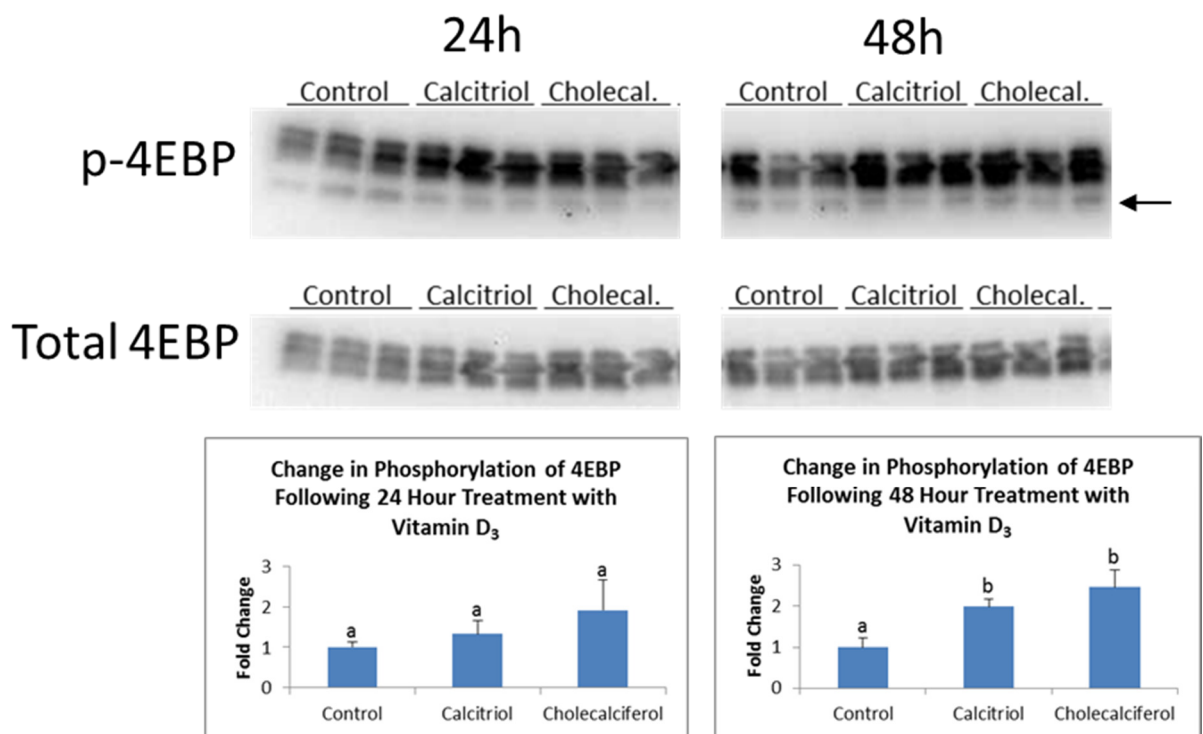 24h 48h
Control Calcitriol Cholecal. Control Calcitriol Cholecal.
p-4EBP
Control Calcitriol Cholecal. Control Calcitriol Cholecal.
Total 4EBP
Change in Phosphorylation of 4EBP
Following 24 Hour Treatment with
Vitamin D₃
Fold Change
3
2
1
0
a
a
a
Control Calcitriol Cholecalciferol
Change in Phosphorylation of 4EBP
Following 48 Hour Treatment with
Vitamin D₃
Fold Change
3
2
1
0
a
b
b
Control Calcitriol Cholecalciferol